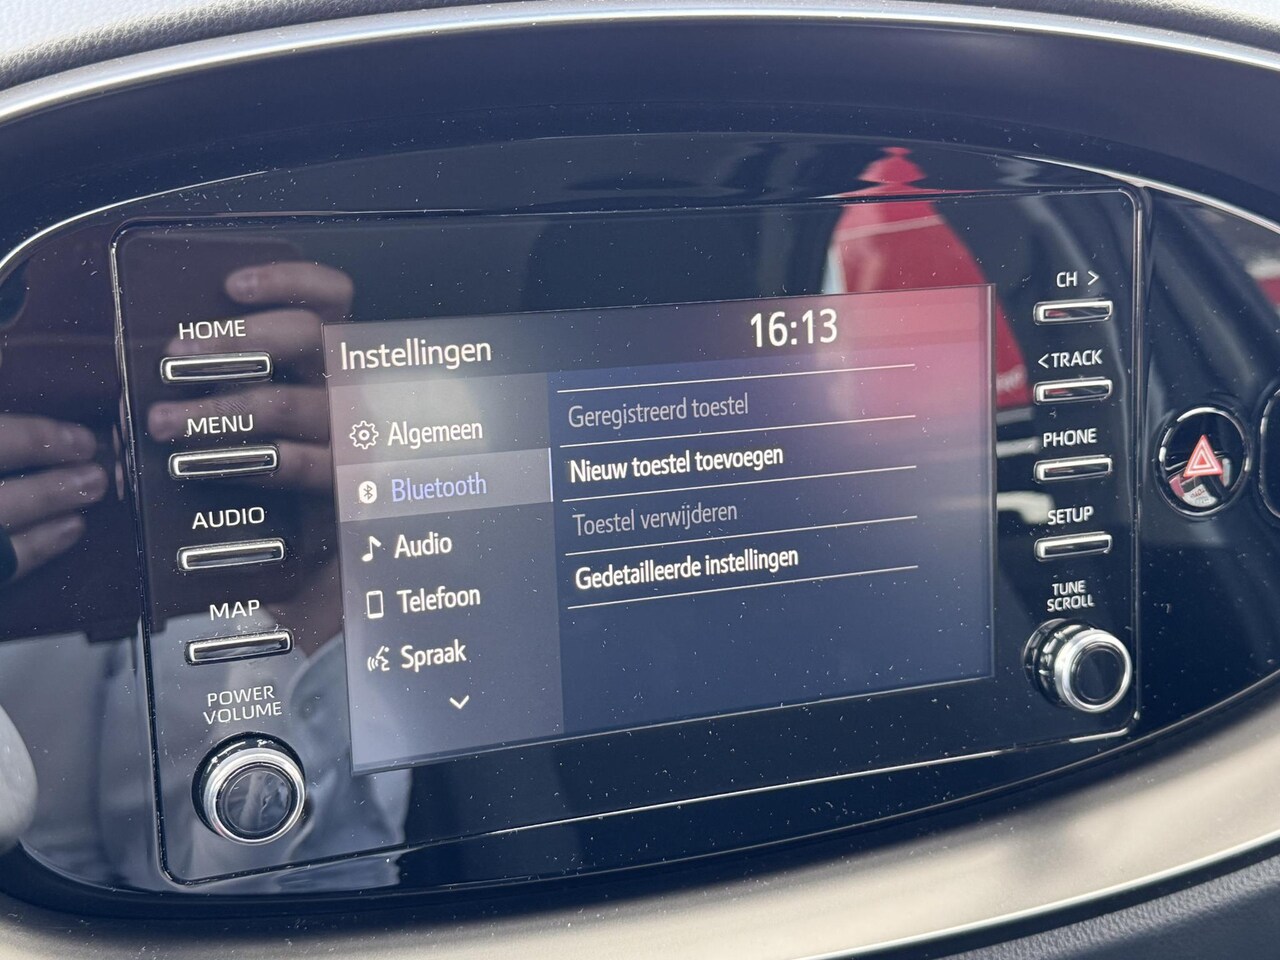 HOME
MENU
AUDIO
MAP
POWER
VOLUME
Instellingen
16:13
Algemeen
Bluetooth
Audio
Telefoon
Spraak
Geregistreerd toestel
Nieuw toestel toevoegen
Toestel verwijderen
Gedetailleerde instellingen
CH >
<TRACK
PHONE
SETUP
TUNE
SCROLL